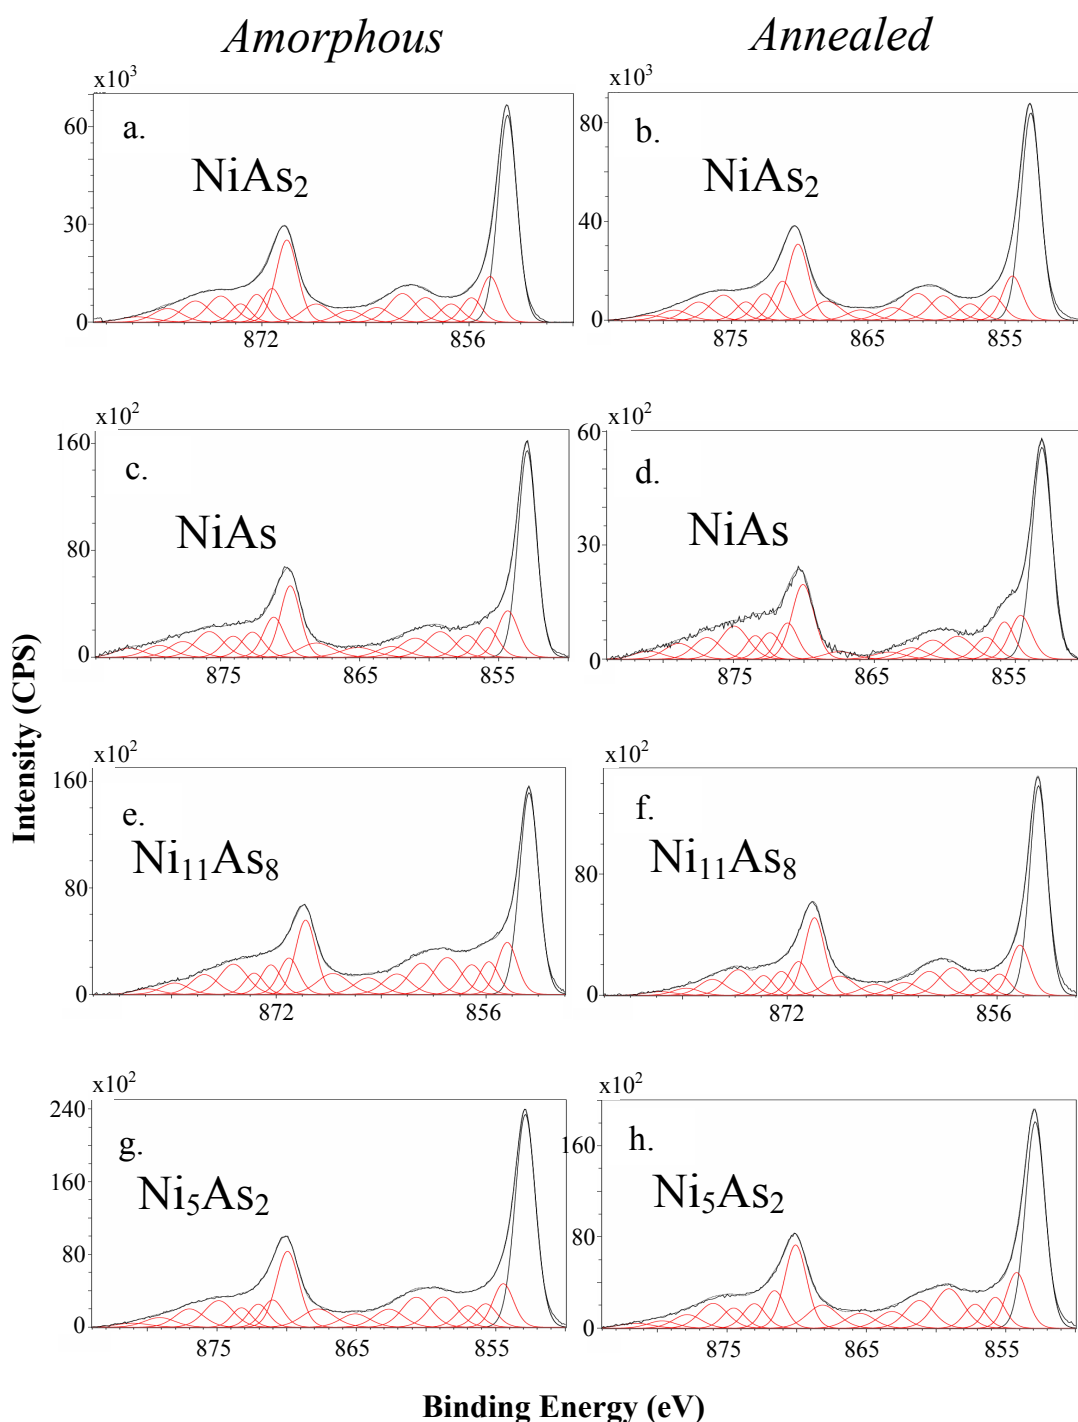 Amorphous Annealed
x10³ x10³
a. b.
60 80
NiAs₂ NiAs₂
30 40
0 0
872 856 875 865 855
x10² x10²
160 60
c. d.
NiAs NiAs
80 30
0 0
875 865 855 875 865 855
x10² x10²
160
e. f.
Ni₁₁As₈ Ni₁₁As₈
80 80
0 0
872 856 872 856
x10² x10²
240
g. h.
160 160
Ni₅As₂ Ni₅As₂
80 80
0 0
875 865 855 875 865 855
Intensity (CPS)
Binding Energy (eV)